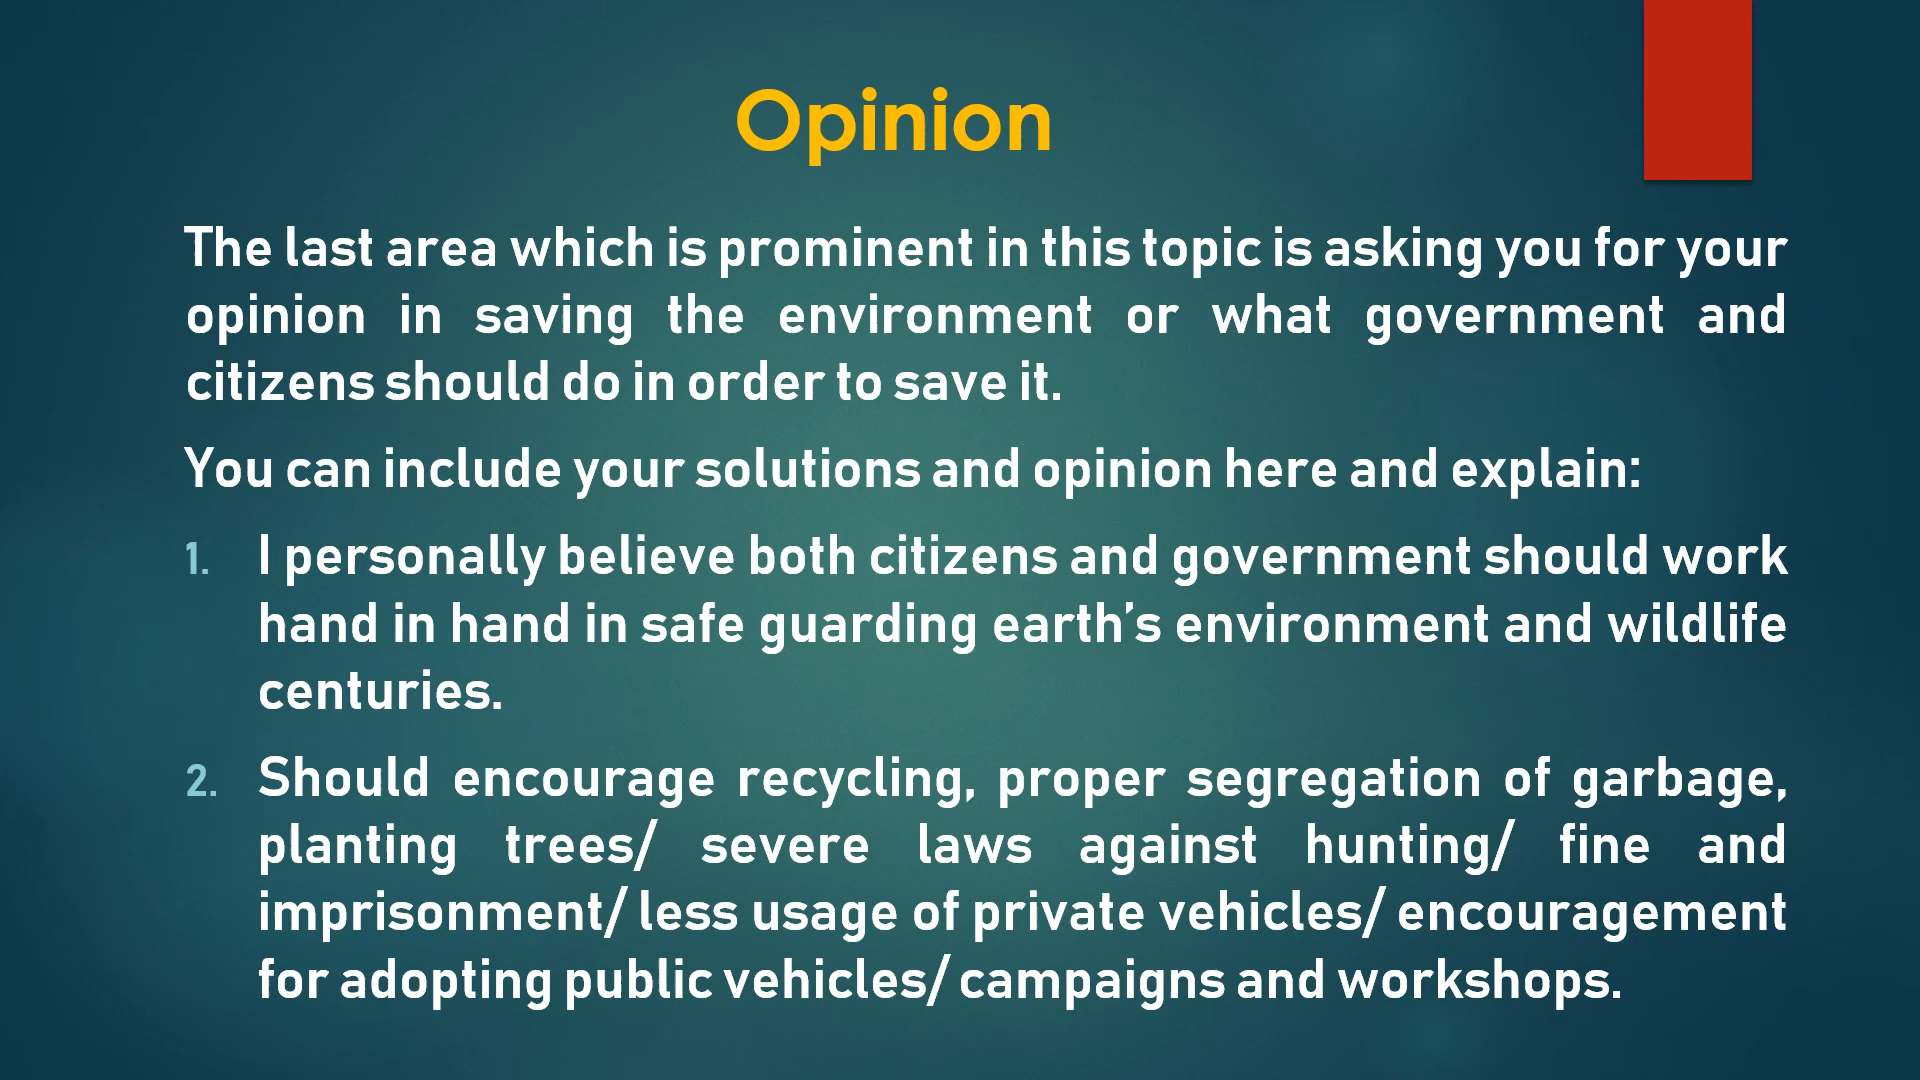 Opinion
The last area which is prominent in this topic is asking you for your
opinion in saving the environment or what government and
citizens should do in order to save it.
You can include your solutions and opinion here and explain:
1. I personally believe both citizens and government should work
hand in hand in safe guarding earth’s environment and wildlife
centuries.
2. Should encourage recycling, proper segregation of garbage,
planting trees/ severe laws against hunting/ fine and
imprisonment/ less usage of private vehicles/ encouragement
for adopting public vehicles/ campaigns and workshops.